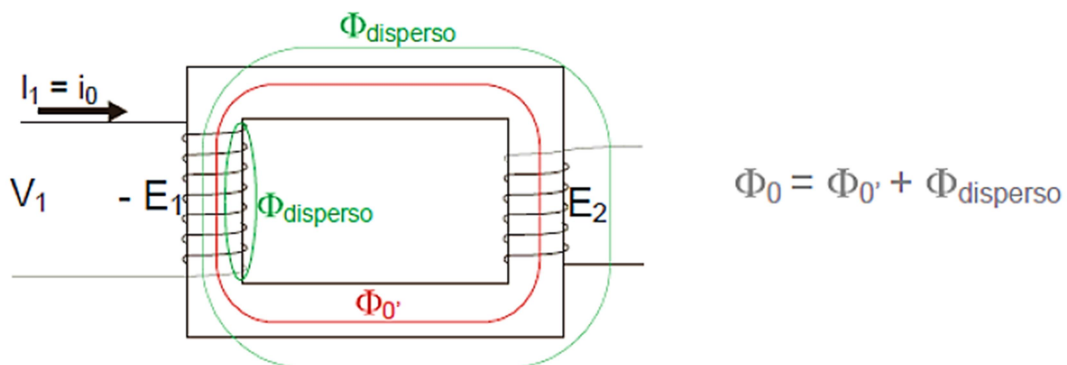 Φdisperso
I1 = i0
V1
- E1
Φdisperso
E2
Φ0 = Φ0' + Φdisperso
Φ0'